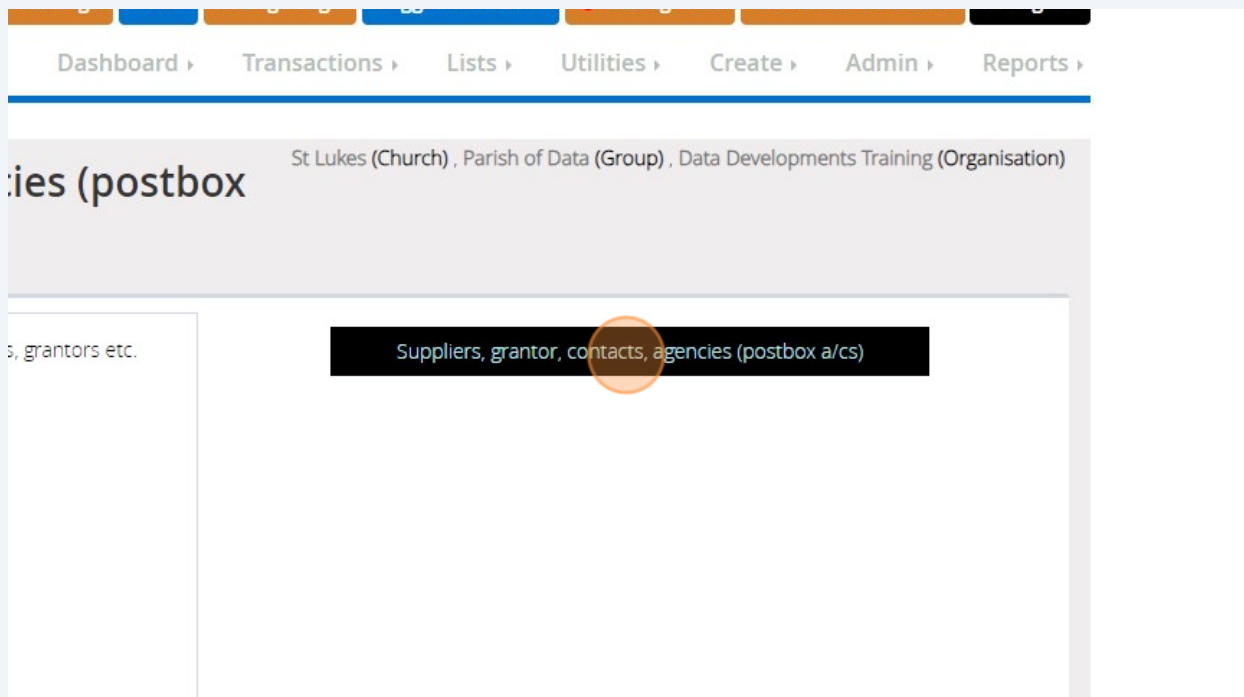 Dashboard Transactions Lists Utilities Create Admin Reports
St Lukes (Church) , Parish of Data (Group) , Data Developments Training (Organisation)
cies (postbox
s, grantors etc.
Suppliers, grantor, contacts, agencies (postbox a/cs)